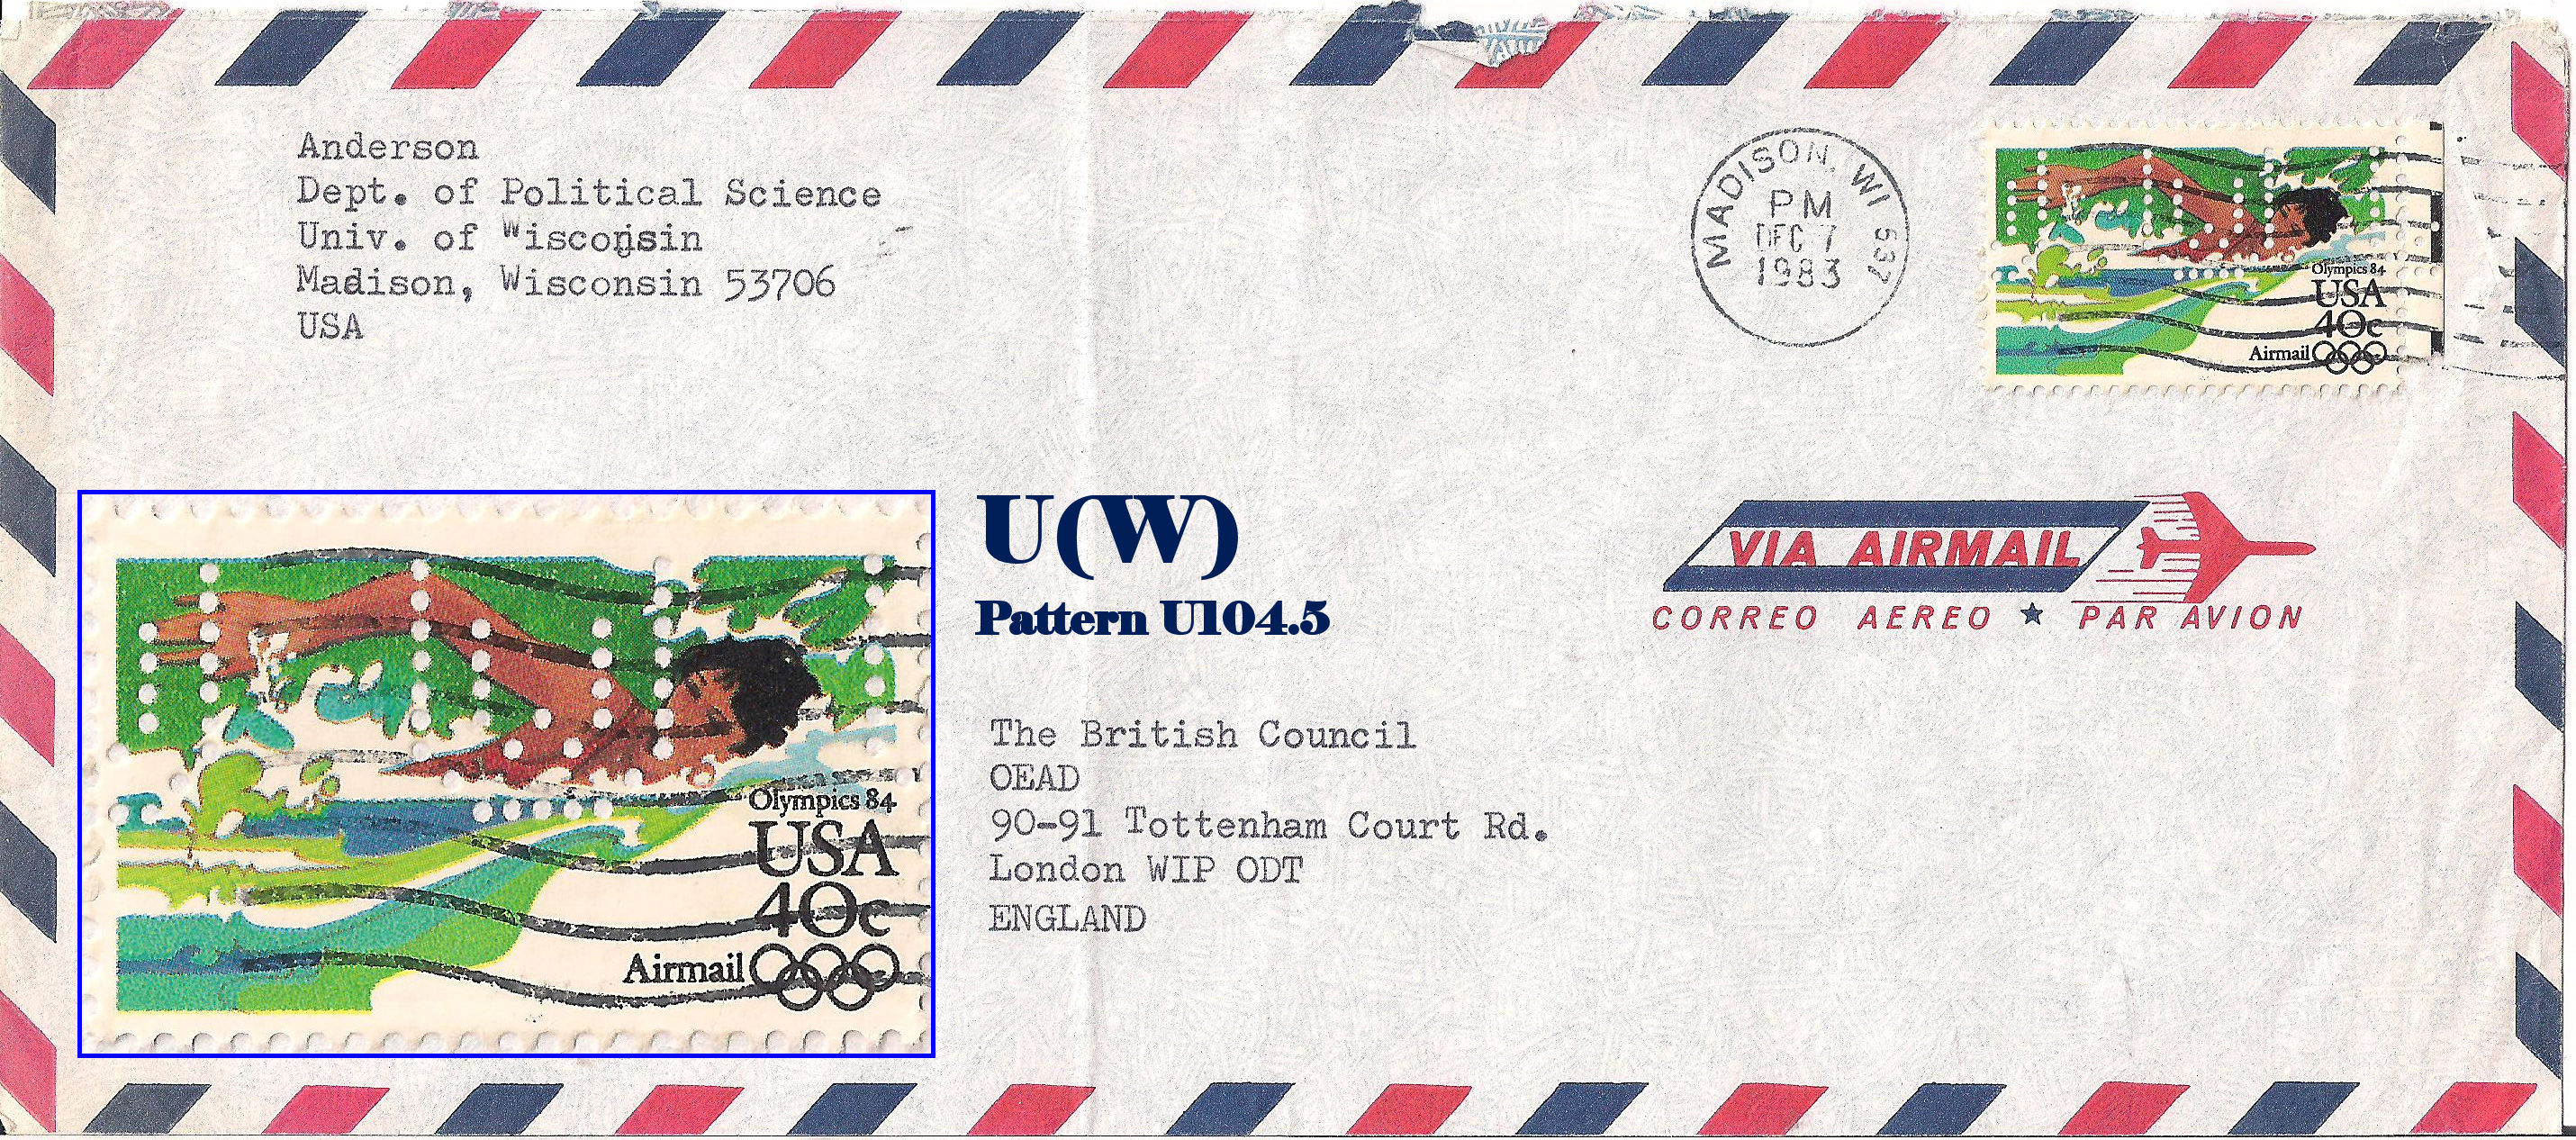 Anderson
Dept. of Political Science
Univ. of Wisconsin
Madison, Wisconsin 53706
USA
MADISON, WI 537
PM
DEC 7
1983
Olympics 84
USA
40c
Airmail
U(W)
Pattern U104.5
Olympics 84
USA
40c
Airmail
VIA AIRMAIL
CORREO AEREO ★ PAR AVION
The British Council
OEAD
90-91 Tottenham Court Rd.
London WIP ODT
ENGLAND